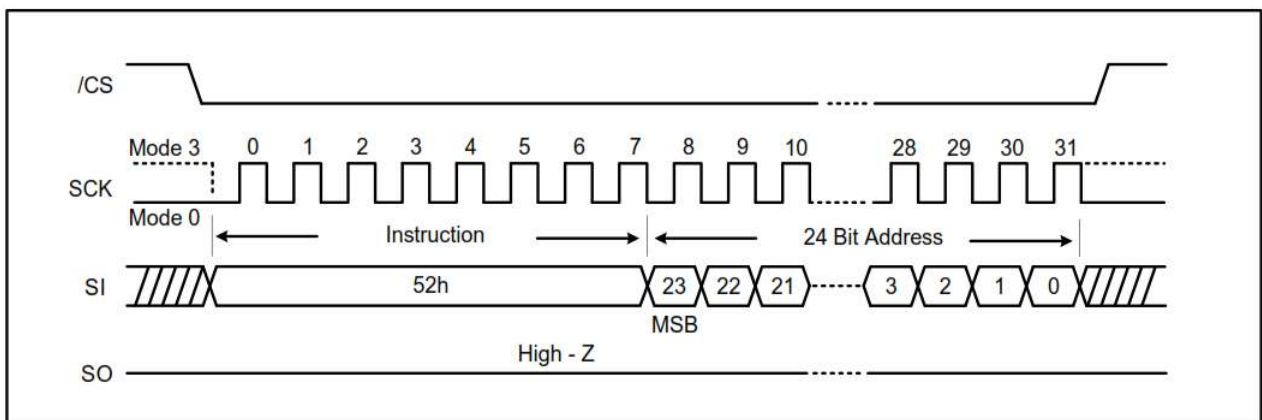 /CS
Mode 3 0 1 2 3 4 5 6 7 8 9 10 28 29 30 31
SCK
Mode 0
Instruction 24 Bit Address
SI 52h 23 22 21 3 2 1 0
MSB
High - Z
SO